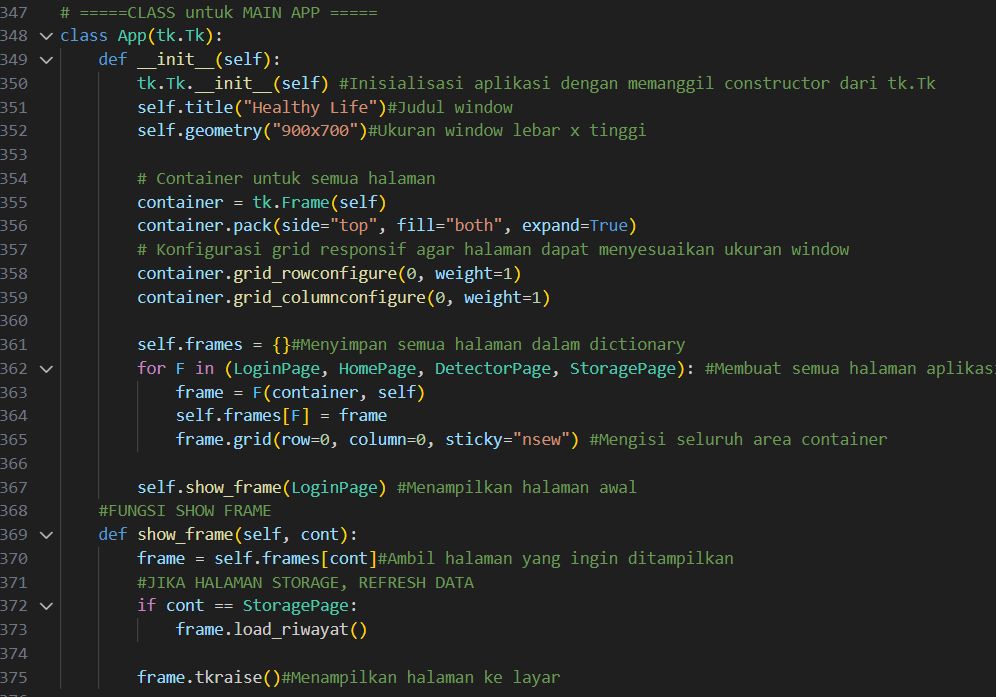 347 # =====CLASS untuk MAIN APP =====
348 class App(tk.Tk):
349     def __init__(self):
350         tk.Tk.__init__(self) #Inisialisasi aplikasi dengan memanggil constructor dari tk.Tk
351         self.title("Healthy Life")#Judul window
352         self.geometry("900x700")#Ukuran window lebar x tinggi
353
354         # Container untuk semua halaman
355         container = tk.Frame(self)
356         container.pack(side="top", fill="both", expand=True)
357         # Konfigurasi grid responsif agar halaman dapat menyesuaikan ukuran window
358         container.grid_rowconfigure(0, weight=1)
359         container.grid_columnconfigure(0, weight=1)
360
361         self.frames = {}#Menyimpan semua halaman dalam dictionary
362         for F in (LoginPage, HomePage, DetectorPage, StoragePage): #Membuat semua halaman aplikas
363             frame = F(container, self)
364             self.frames[F] = frame
365             frame.grid(row=0, column=0, sticky="nsew") #Mengisi seluruh area container
366
367         self.show_frame(LoginPage) #Menampilkan halaman awal
368     #FUNGSI SHOW FRAME
369     def show_frame(self, cont):
370         frame = self.frames[cont]#Ambil halaman yang ingin ditampilkan
371         #JIKA HALAMAN STORAGE, REFRESH DATA
372         if cont == StoragePage:
373             frame.load_riwayat()
374
375         frame.tkraise()#Menampilkan halaman ke layar